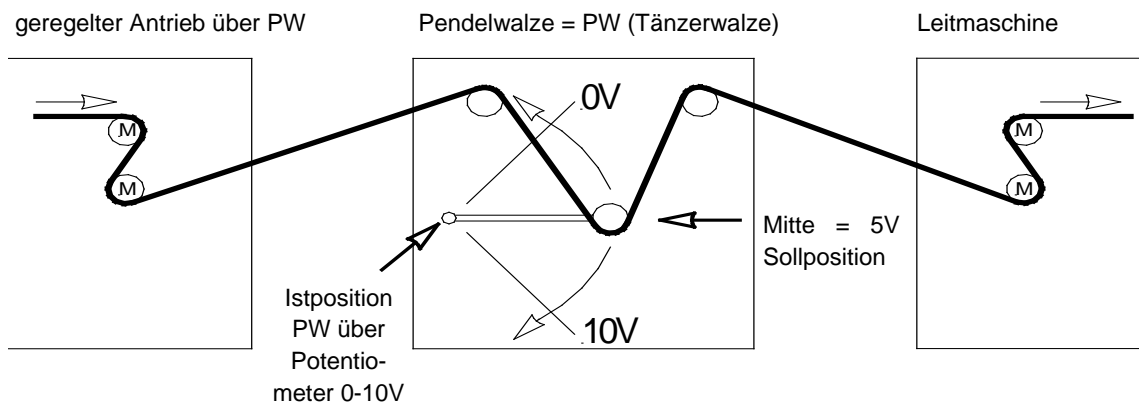 geregelter Antrieb über PW
Pendelwalze = PW (Tänzerwalze)
Leitmaschine
0V
M
M
M
M
Mitte = 5V
Sollposition
Istposition
PW über
Potentio-
meter 0-10V
10V